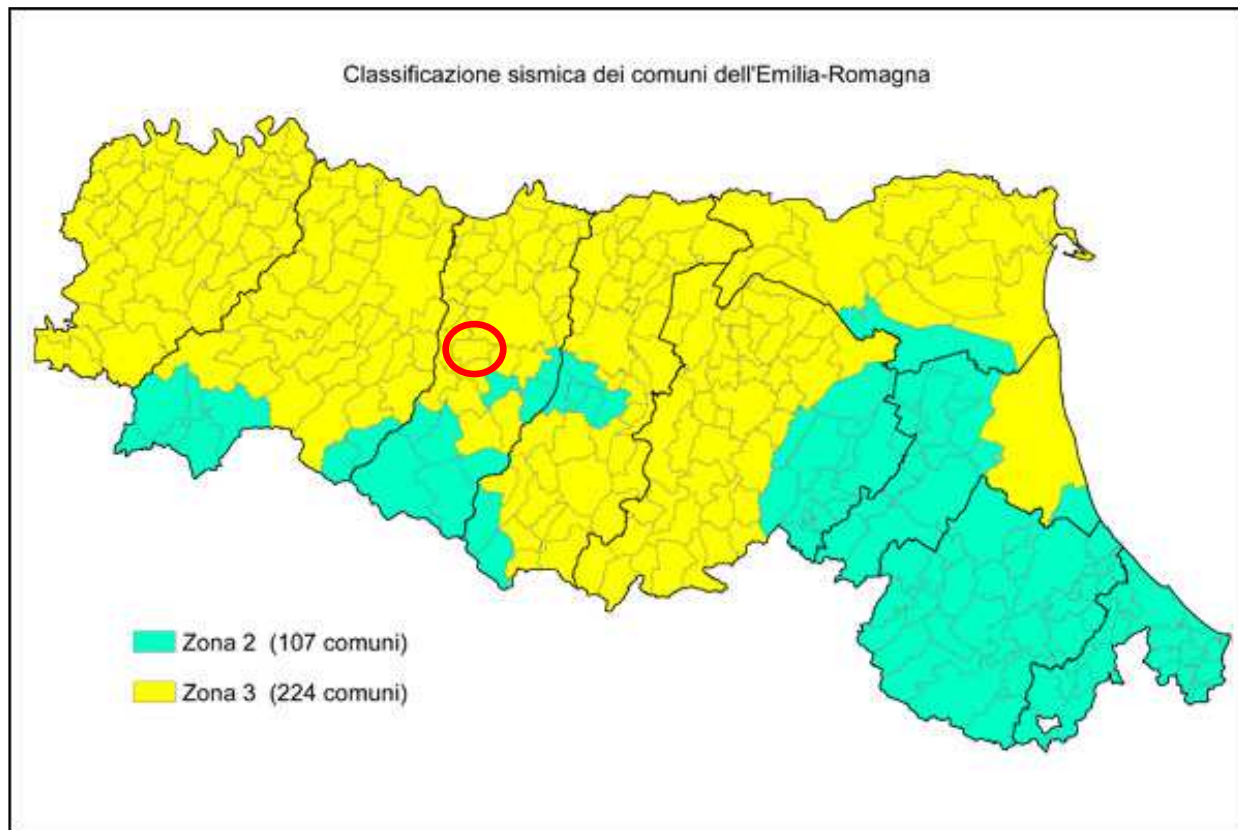 Classificazione sismica dei comuni dell'Emilia-Romagna
Zona 2 (107 comuni)
Zona 3 (224 comuni)